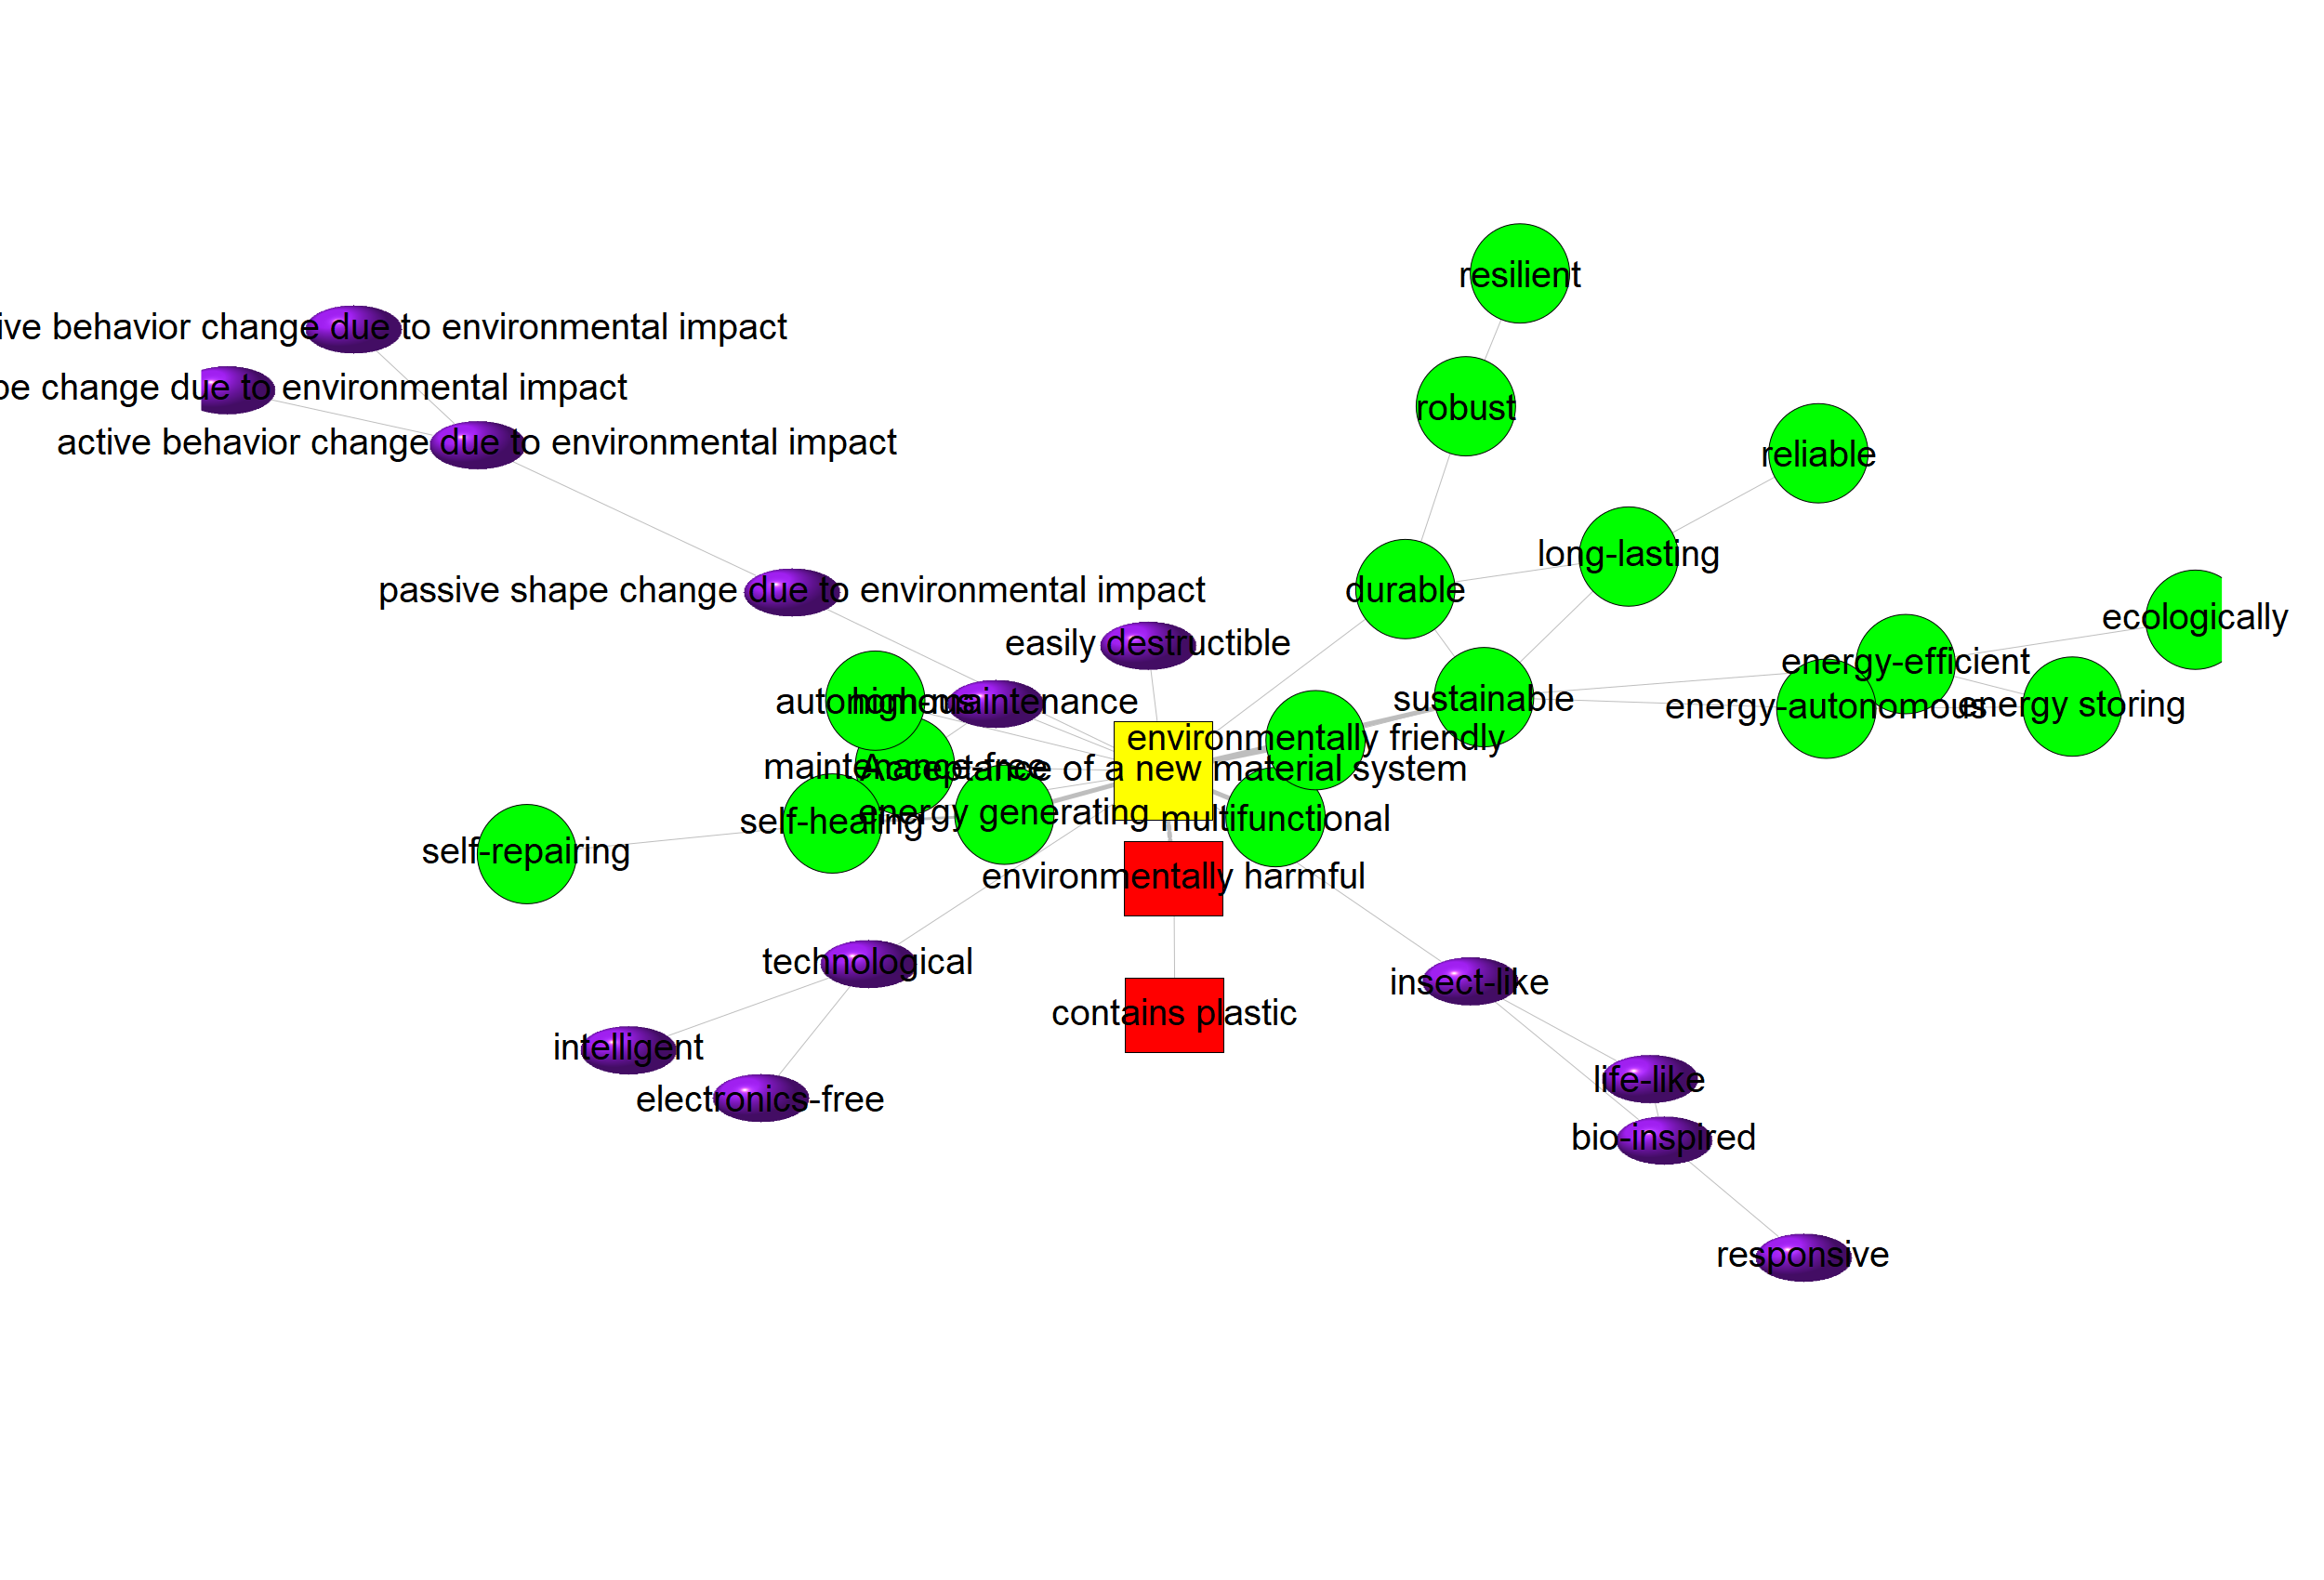 resilient
behavior change due to environmental impact
change due to environmental impact
robust
active behavior change due to environmental impact
reliable
long-lasting
passive shape change due to environmental impact
durable
ecologically
easily destructible
energy-efficient
autonomous
high-maintenance
sustainable
energy-autonomous
energy storing
environmentally friendly
maintenance-free
Acceptance of a new material system
self-healing
energy generating
multifunctional
self-repairing
environmentally harmful
technological
insect-like
contains plastic
intelligent
life-like
electronics-free
bio-inspired
responsive